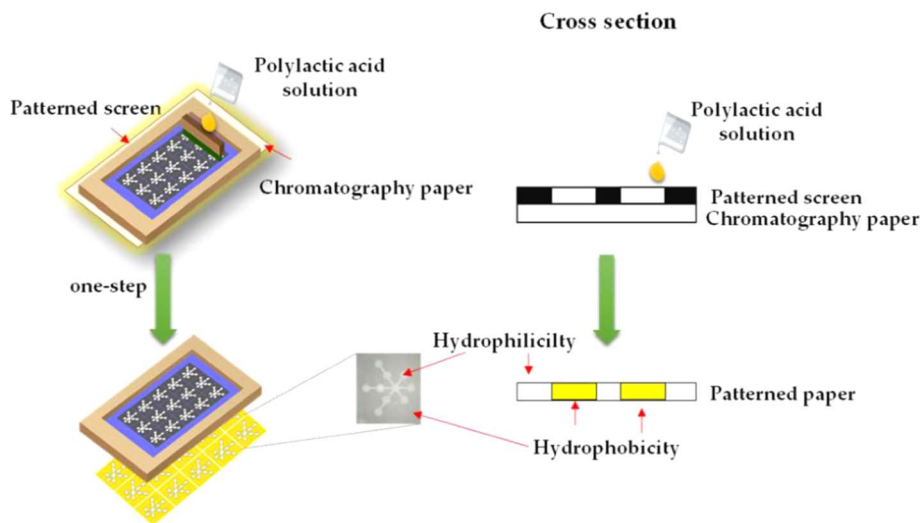 Cross section
Polylactic acid
solution
Patterned screen
Chromatography paper
Polylactic acid
solution
Patterned screen
Chromatography paper
one-step
Hydrophilicilty
Patterned paper
Hydrophobicity